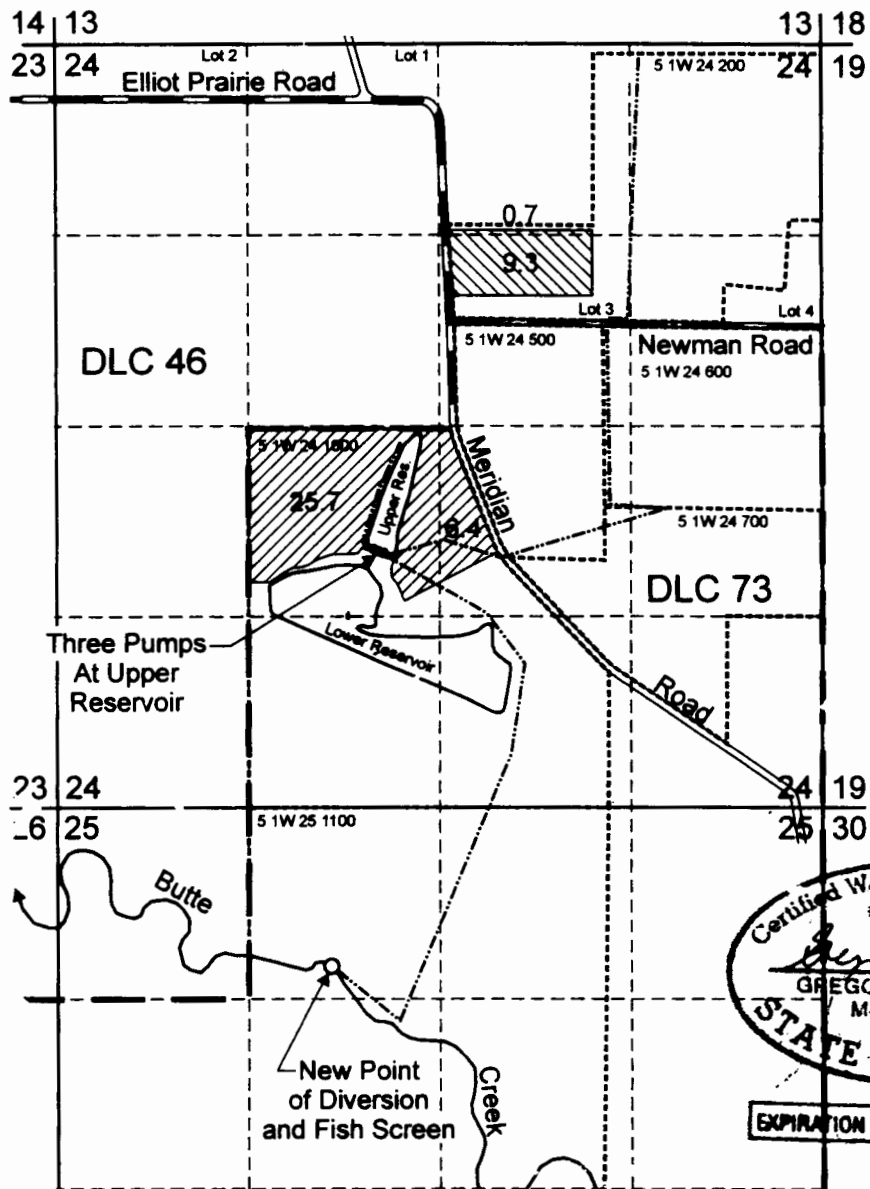 14 13
13 18
23 24
Lot 2
Lot 1
5 1W 24 200
24 19
Elliot Prairie Road
0.7
9.3
Lot 3
Lot 4
5 1W 24 500
Newman Road
DLC 46
5 1W 24 600
Meridian
25.7
Upper Res.
5 1W 24 700
DLC 73
Three Pumps
At Upper
Reservoir
Lower Reservoir
Road
23 24
24 19
25
5 1W 25 1100
25 30
Butte
Certified
STATE
New Point
of Diversion
and Fish Screen
Creek
EXPIRATION